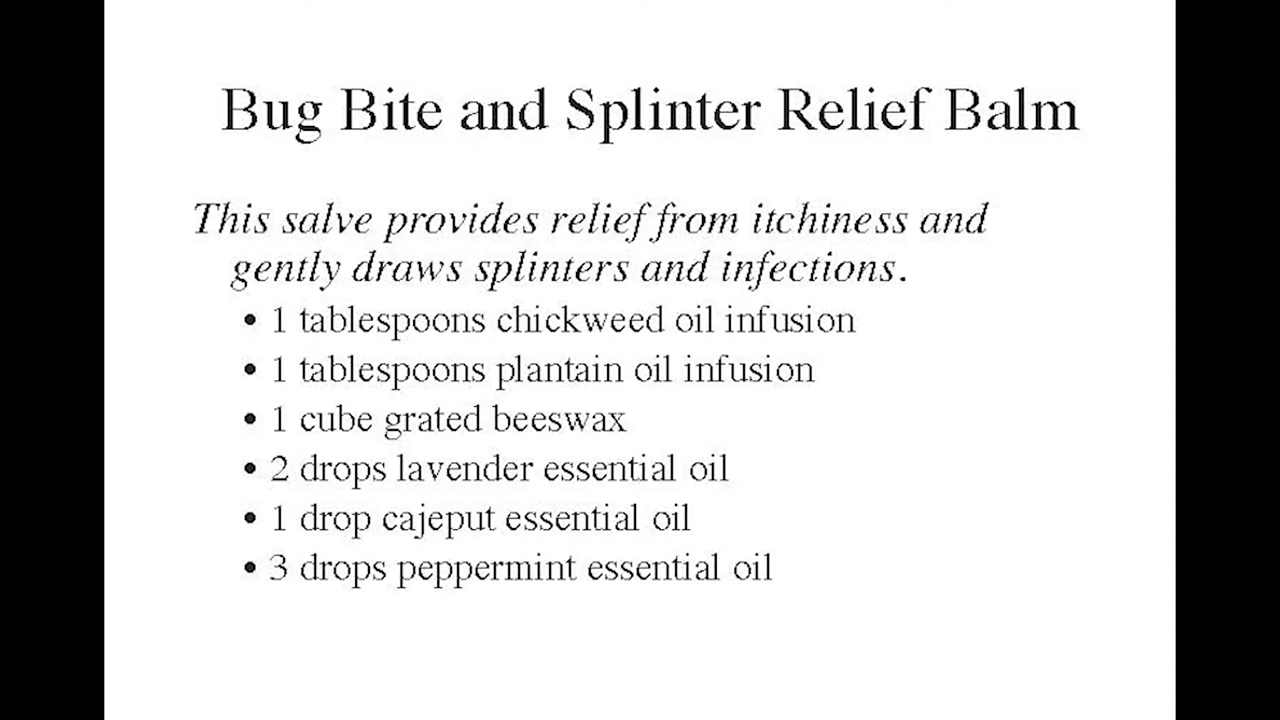 Bug Bite and Splinter Relief Balm
This salve provides relief from itchiness and
gently draws splinters and infections.
• 1 tablespoons chickweed oil infusion
• 1 tablespoons plantain oil infusion
• 1 cube grated beeswax
• 2 drops lavender essential oil
• 1 drop cajeput essential oil
• 3 drops peppermint essential oil